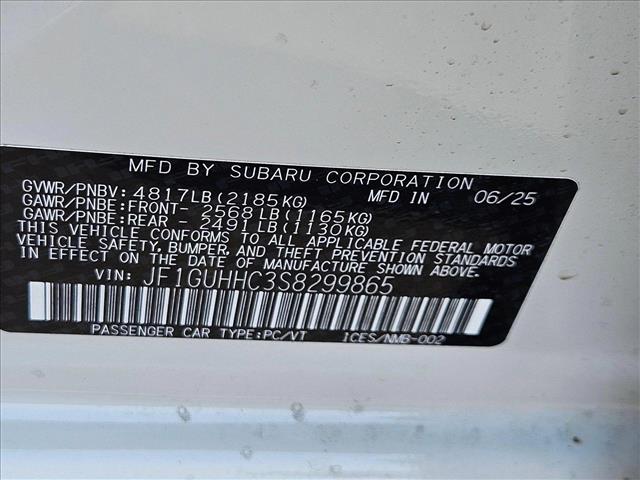 MFD BY SUBARU CORPORATION
GVWR/PNBV: 4817LB(2185KG) MFD IN 06/25
GAWR/PNBE:FRONT- 2568LB(1165KG)
GAWR/PNBE:REAR - 2491LB(1130KG)
THIS VEHICLE CONFORMS TO ALL APPLICABLE FEDERAL MOTOR
VEHICLE SAFETY, BUMPER, AND THEFT PREVENTION STANDARDS
IN EFFECT ON THE DATE OF MANUFACTURE SHOWN ABOVE.
VIN: JF1GUHHC3S8299865
PASSENGER CAR TYPE:PC/VT ICES/NMB-002